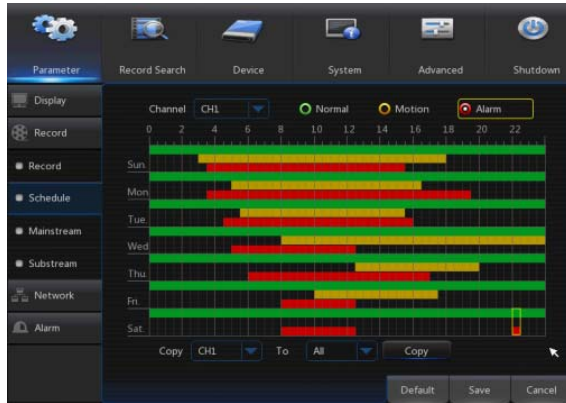 Parameter Record Search Device System Advanced Shutdown
Display
Record
Record
Schedule
Mainstream
Substream
Network
Alarm
Channel CH1 Normal Motion Alarm
0 2 4 6 8 10 12 14 16 18 20 22
Sun.
Mon
Tue
Wed
Thu.
Fri.
Sat.
Copy CH1 To All Copy
Default Save Cancel